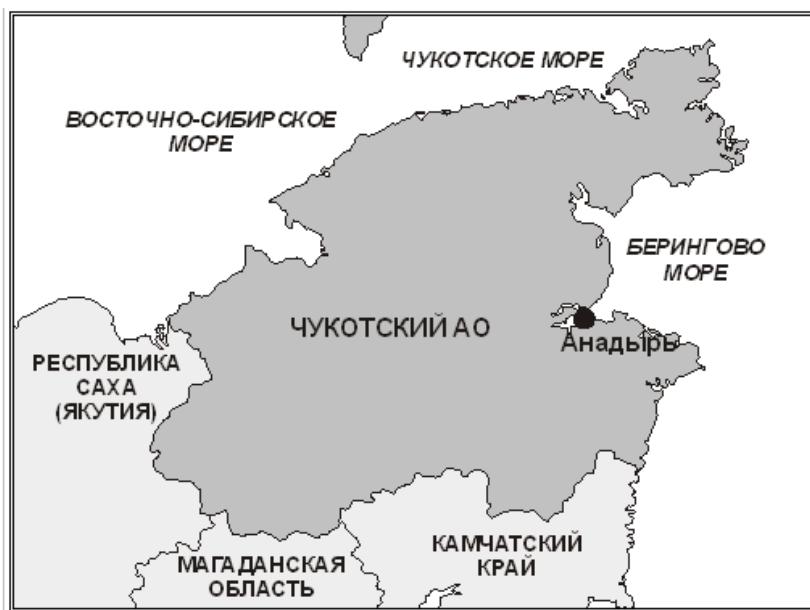 ЧУКОТСКОЕ МОРЕ
ВОСТОЧНО-СИБИРСКОЕ
МОРЕ
БЕРИНГОВО
МОРЕ
ЧУКОТСКИЙ АО
Анадырь
РЕСПУБЛИКА
САХА
(ЯКУТИЯ)
КАМЧАТСКИЙ
КРАЙ
МАГАДАНСКАЯ
ОБЛАСТЬ